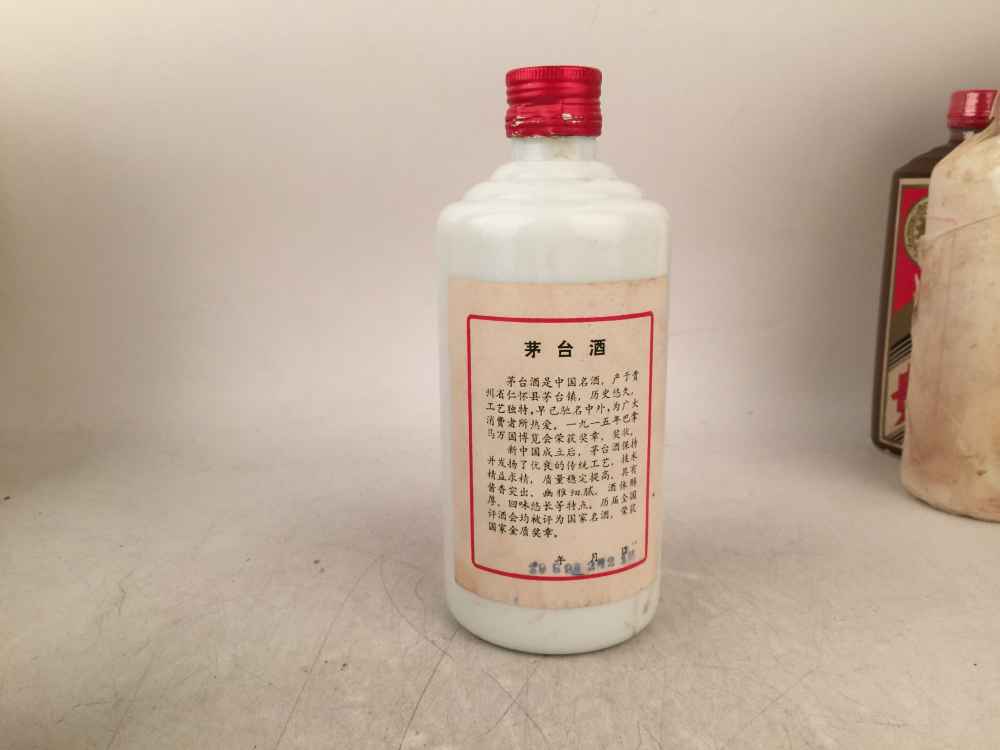 茅台酒
茅台酒是中国名酒，产于贵
州省仁怀县茅台镇，历史悠久，
工艺独特，早已驰名中外，为广大
消费者所热爱。一九一五年巴拿
马万国博览会荣获奖章、奖状。
新中国成立后，茅台酒保持
并发扬了优良的传统工艺，技术
精益求精，质量稳定提高，具有
酱香突出、幽雅细腻、酒体醇
厚、回味悠长等特点。历届全国
评酒会均被评为国家名酒，荣获
国家金质奖章。
年 月 日